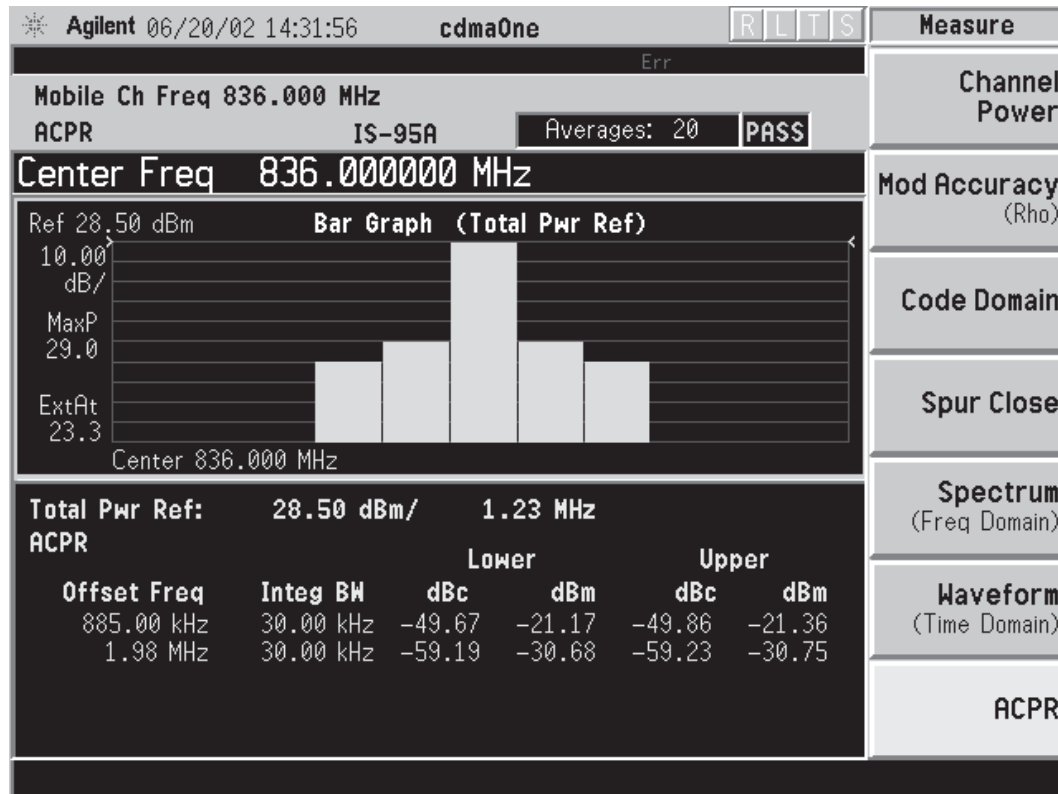 Agilent 06/20/02 14:31:56 cdmaOne R L T S
Err
Mobile Ch Freq 836.000 MHz
ACPR IS-95A Averages: 20 PASS
Center Freq 836.000000 MHz
Ref 28.50 dBm Bar Graph (Total Pwr Ref)
10.00
dB/
MaxP
29.0
ExtAt
23.3
Center 836.000 MHz
Total Pwr Ref: 28.50 dBm/ 1.23 MHz
ACPR
Lower Upper
Offset Freq Integ BW dBc dBm dBc dBm
885.00 kHz 30.00 kHz -49.67 -21.17 -49.86 -21.36
1.98 MHz 30.00 kHz -59.19 -30.68 -59.23 -30.75
Measure
Channel
Power
Mod Accuracy
(Rho)
Code Domain
Spur Close
Spectrum
(Freq Domain)
Waveform
(Time Domain)
ACPR